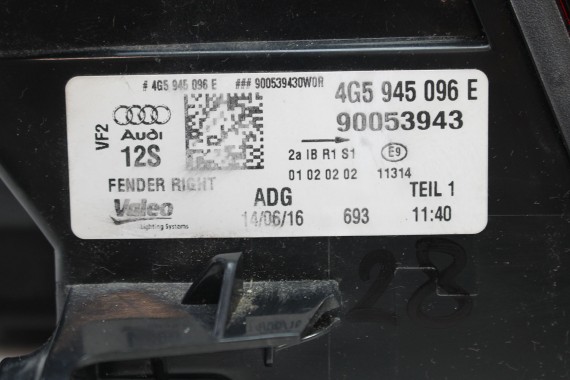 # 4G5 945 096 E ### 900539430W0R
4G5 945 096 E
VF2
Audi
12S
90053943
2a IB R1 S1 E9
01 02 02 02 11314
FENDER RIGHT
TEIL 1
Valeo
Lighting Systems
ADG
14/06/16 693 11:40
28